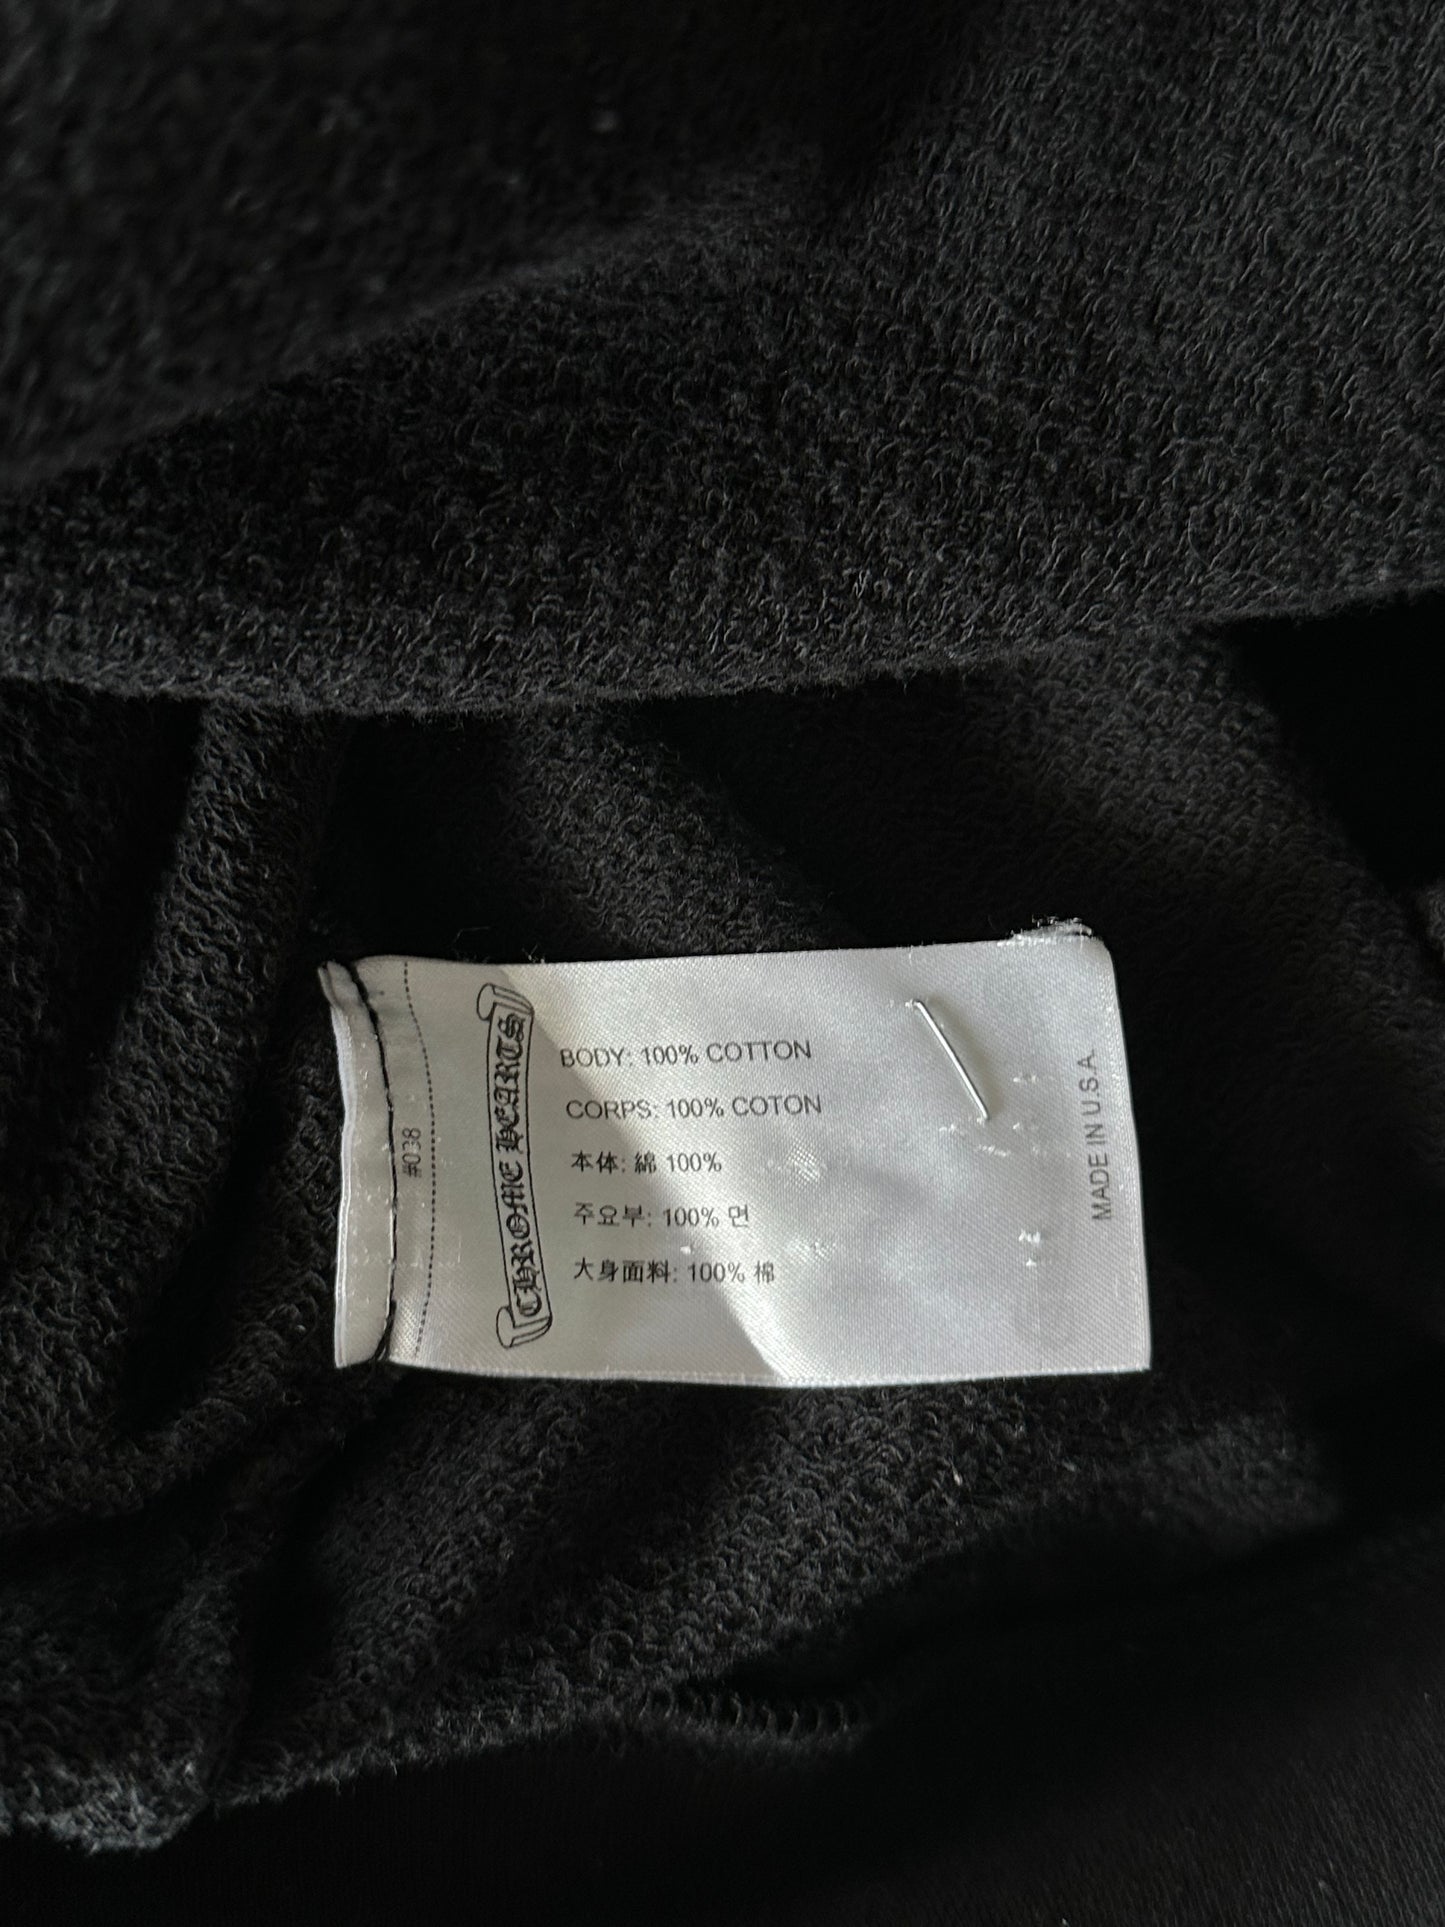 #038
CHROME HEARTS
BODY: 100% COTTON
CORPS: 100% COTON
本体: 綿 100%
주요부: 100% 면
大身面料: 100% 棉
MADE IN U.S.A.